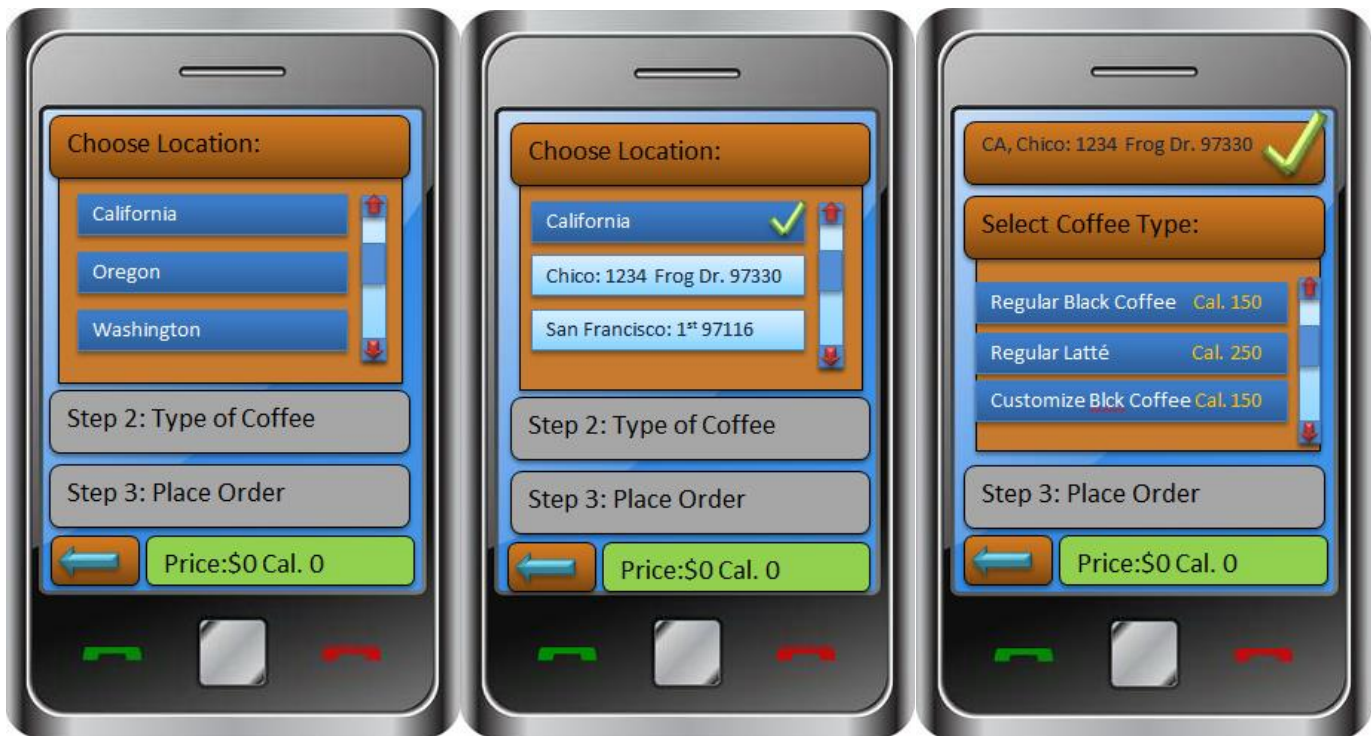 Choose Location:
California
Oregon
Washington
Step 2: Type of Coffee
Step 3: Place Order
Price:$0 Cal. 0
Choose Location:
California
Chico: 1234 Frog Dr. 97330
San Francisco: 1st 97116
Step 2: Type of Coffee
Step 3: Place Order
Price:$0 Cal. 0
CA, Chico: 1234 Frog Dr. 97330
Select Coffee Type:
Regular Black Coffee Cal. 150
Regular Latté Cal. 250
Customize Blck Coffee Cal. 150
Step 3: Place Order
Price:$0 Cal. 0